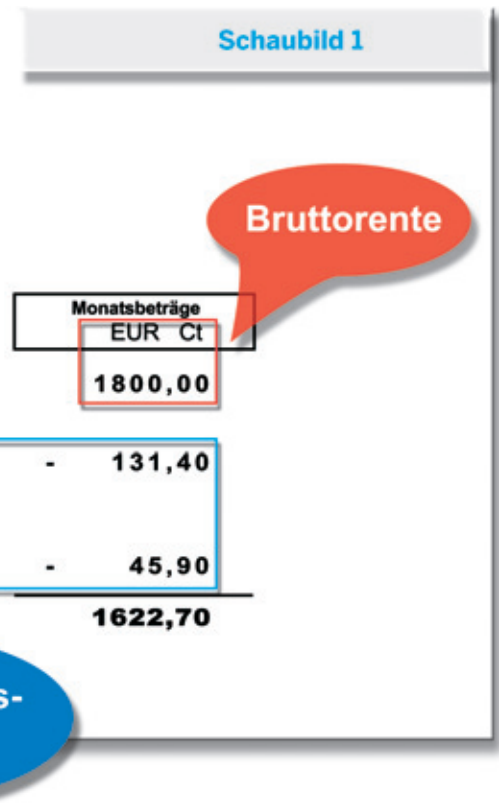 Schaubild 1
Bruttorente
Monatsbeträge
EUR Ct
1800,00
- 131,40
- 45,90
1622,70
s-